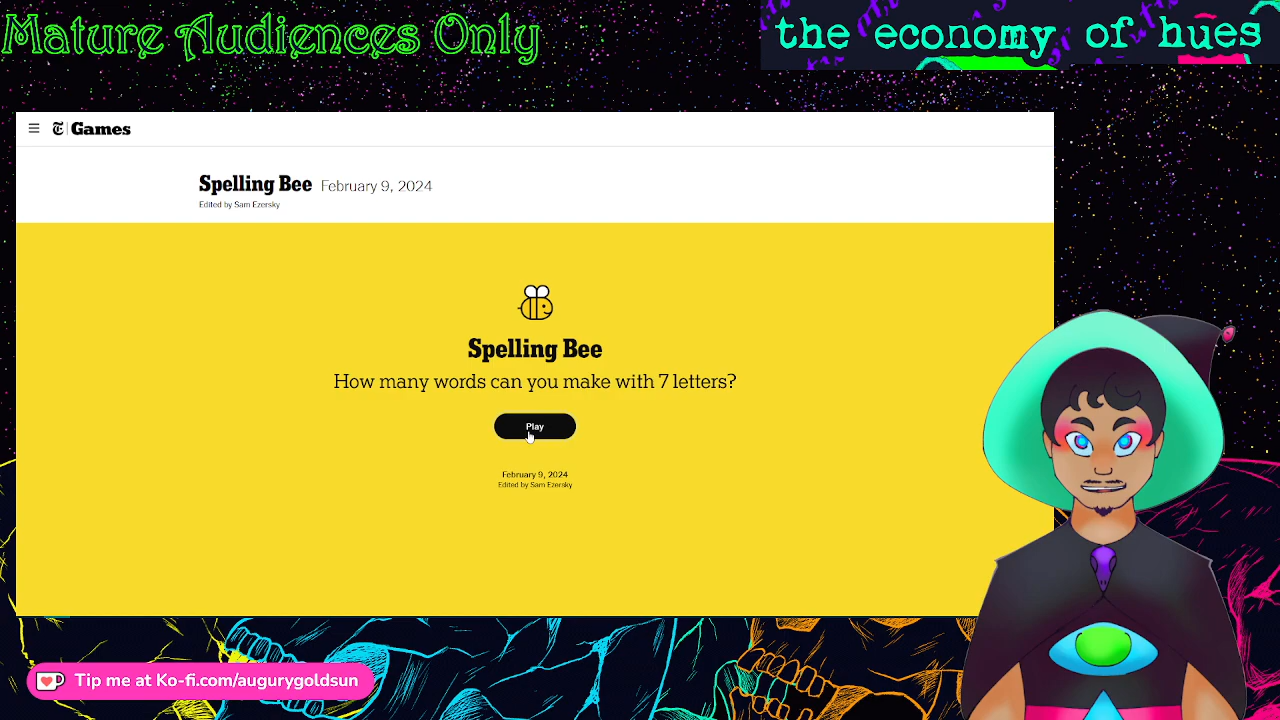 Mature Audiences Only
the economy of hues
T Games
Spelling Bee February 9, 2024
Edited by Sam Ezersky
Spelling Bee
How many words can you make with 7 letters?
Play
February 9, 2024
Edited by Sam Ezersky
Tip me at Ko-fi.com/augurygoldsun